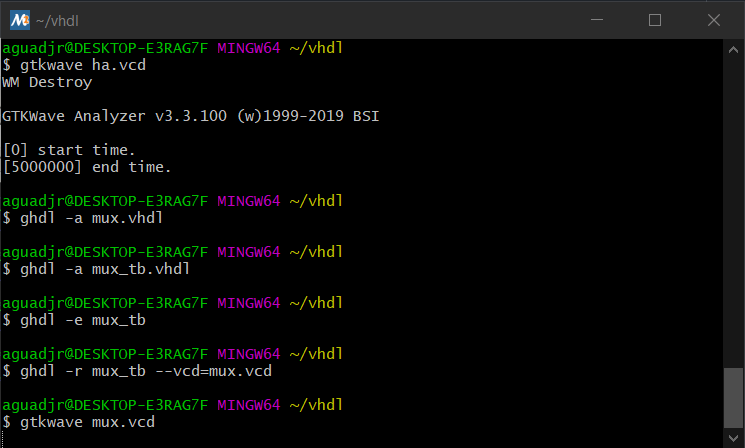 ~/vhdl
aguadjr@DESKTOP-E3RAG7F MINGW64 ~/vhdl
$ gtkwave ha.vcd
WM Destroy
GTKWave Analyzer v3.3.100 (w)1999-2019 BSI
[0] start time.
[5000000] end time.
aguadjr@DESKTOP-E3RAG7F MINGW64 ~/vhdl
$ ghdl -a mux.vhdl
aguadjr@DESKTOP-E3RAG7F MINGW64 ~/vhdl
$ ghdl -a mux_tb.vhdl
aguadjr@DESKTOP-E3RAG7F MINGW64 ~/vhdl
$ ghdl -e mux_tb
aguadjr@DESKTOP-E3RAG7F MINGW64 ~/vhdl
$ ghdl -r mux_tb --vcd=mux.vcd
aguadjr@DESKTOP-E3RAG7F MINGW64 ~/vhdl
$ gtkwave mux.vcd